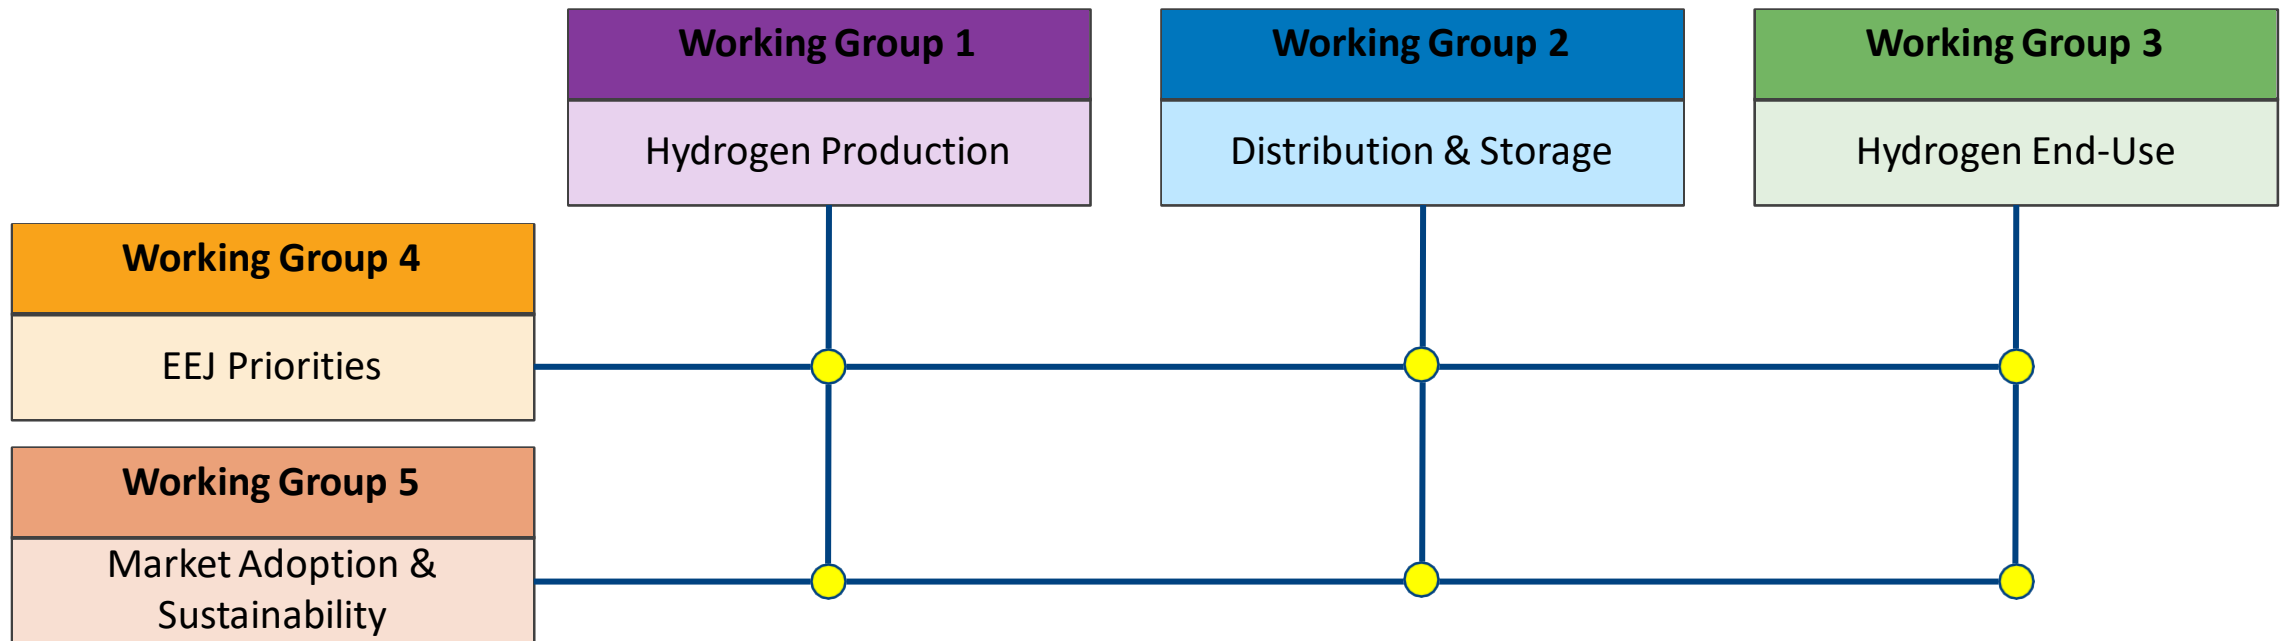 Working Group 1
Hydrogen Production
Working Group 2
Distribution & Storage
Working Group 3
Hydrogen End-Use
Working Group 4
EEJ Priorities
Working Group 5
Market Adoption &
Sustainability